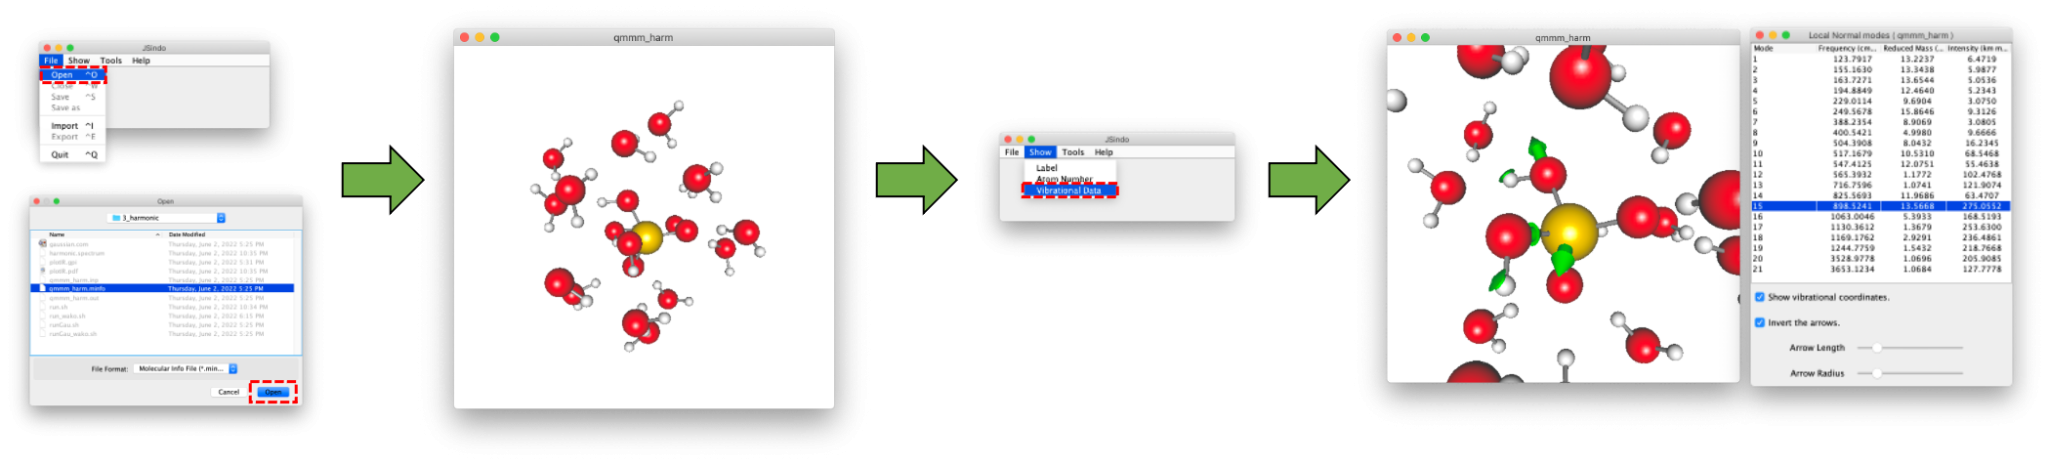 JSindo
File Show Tools Help
Open ^O
Close W
Save ^S
Save as
Import ^I
Export ^E
Quit ^Q
Open
3_harmonic
Name Date Modified
gaussian.com Thursday, June 2, 2022 5:25 PM
harmonic.spectrum Thursday, June 2, 2022 10:35 PM
plotIR.gpi Thursday, June 2, 2022 5:31 PM
plotIR.pdf Thursday, June 2, 2022 10:35 PM
qmmm_harm.inp Thursday, June 2, 2022 5:25 PM
qmmm_harm.minfo Thursday, June 2, 2022 5:25 PM
qmmm_harm.out Thursday, June 2, 2022 5:25 PM
run.sh Thursday, June 2, 2022 10:34 PM
run_wako.sh Thursday, June 2, 2022 6:15 PM
runGau.sh Thursday, June 2, 2022 5:25 PM
runGau_wako.sh Thursday, June 2, 2022 5:25 PM
File Format: Molecular Info File (*.min...
Cancel Open
qmmm_harm
JSindo
File Show Tools Help
Label
Atom Number
Vibrational Data
qmmm_harm
Local Normal modes ( qmmm_harm )
Mode Frequency (cm... Reduced Mass (... Intensity (km m...
1 123.7917 13.2237 6.4719
2 155.1630 13.3438 5.9877
3 163.7271 13.6544 5.0536
4 194.8849 12.4640 5.2343
5 229.0114 9.6904 3.0750
6 249.5678 15.8646 9.3126
7 388.2354 8.9069 3.0805
8 400.5421 4.9980 9.6666
9 504.3908 8.0432 16.2345
10 517.1679 10.5310 68.5468
11 547.4125 12.0751 55.4638
12 565.3932 1.1772 102.4768
13 716.7596 1.0741 121.9074
14 825.5693 11.9686 63.4707
15 898.5241 13.5668 275.0552
16 1063.0046 5.3933 168.5193
17 1130.3612 1.3679 253.6300
18 1169.1762 2.9291 236.4861
19 1244.7759 1.5432 218.7668
20 3528.9778 1.0696 205.9085
21 3653.1234 1.0684 127.7778
Show vibrational coordinates.
Invert the arrows.
Arrow Length
Arrow Radius